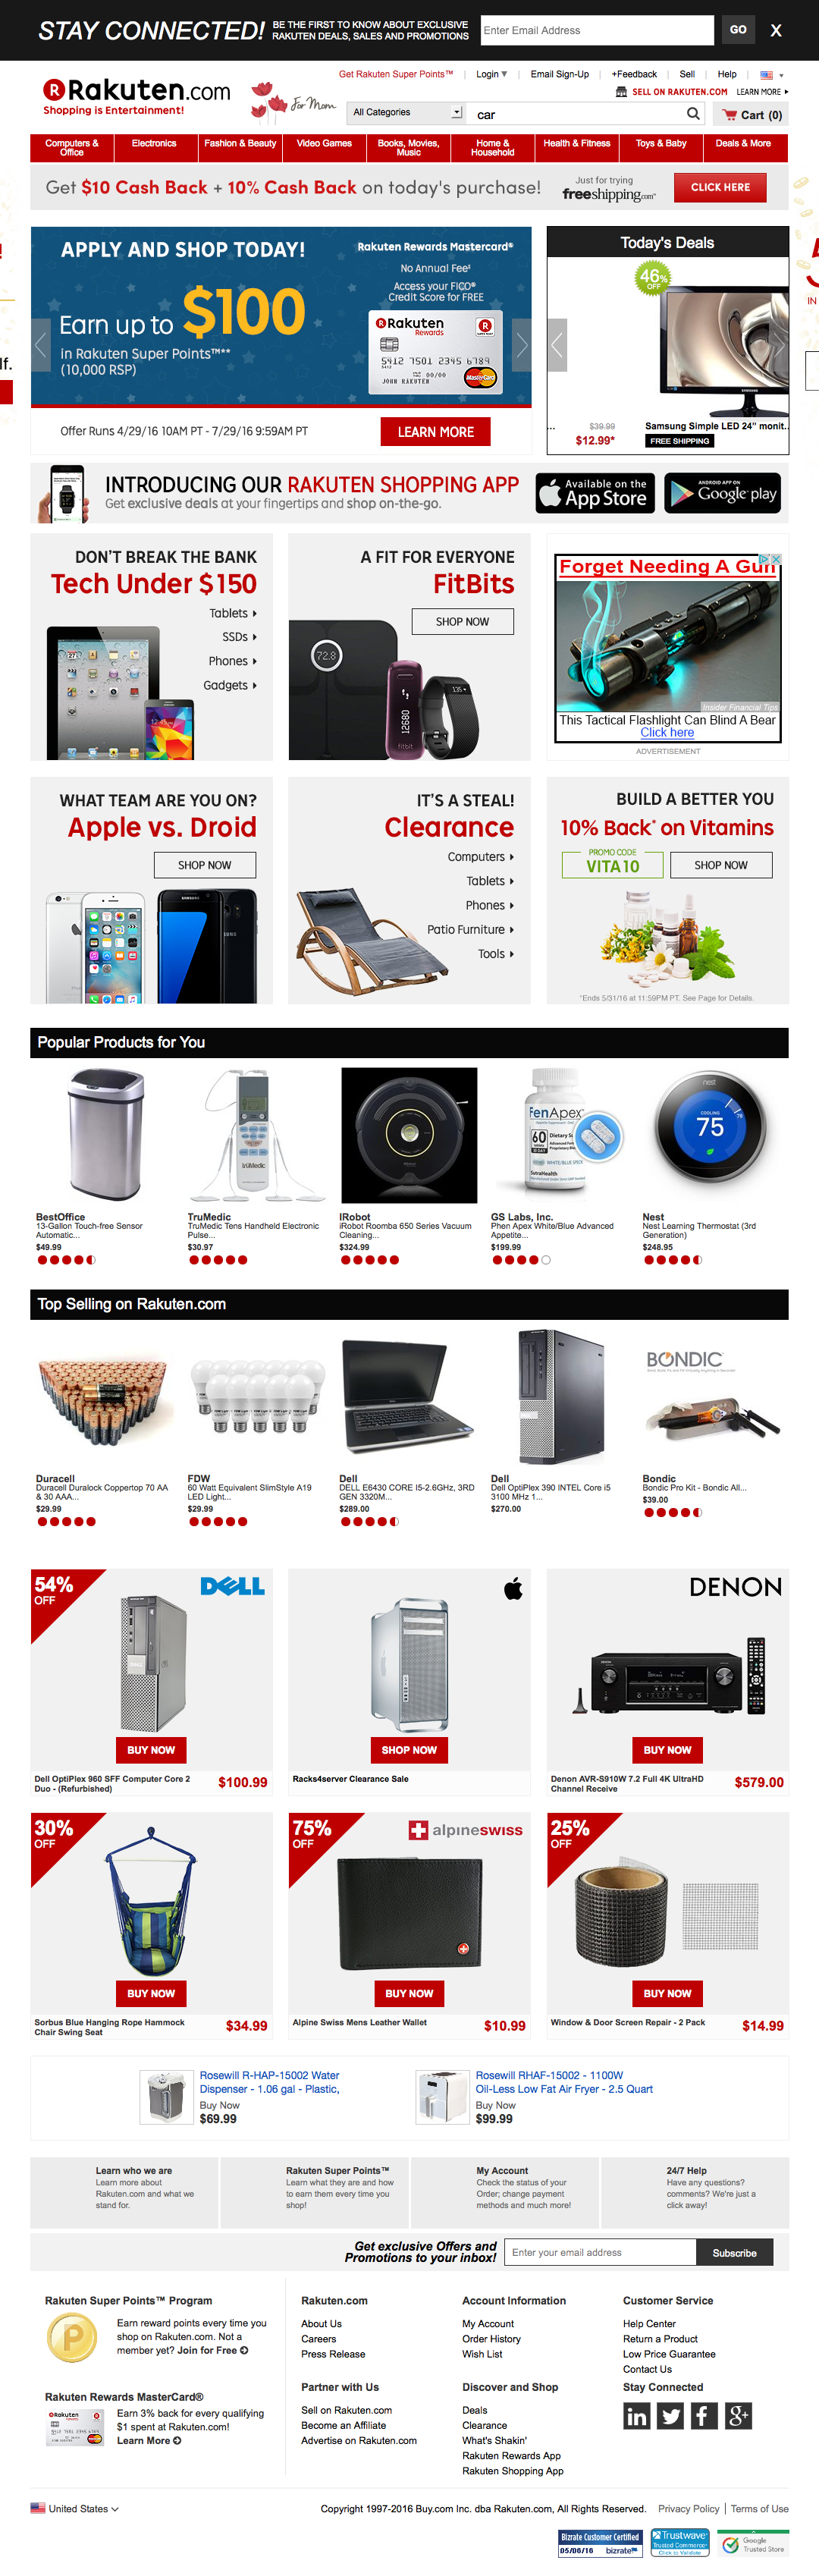 STAY CONNECTED!
BE THE FIRST TO KNOW ABOUT EXCLUSIVE
RAKUTEN DEALS, SALES AND PROMOTIONS
Enter Email Address
GO
X
Get Rakuten Super Points™
Login
Email Sign-Up
+Feedback
Sell
Help
Rakuten.com
Shopping is Entertainment!
For Mom
SELL ON RAKUTEN.COM LEARN MORE
All Categories
car
Cart (0)
Computers & Office
Electronics
Fashion & Beauty
Video Games
Books, Movies, Music
Home & Household
Health & Fitness
Toys & Baby
Deals & More
Get $10 Cash Back + 10% Cash Back on today's purchase!
Just for trying
freeshipping.com
CLICK HERE
APPLY AND SHOP TODAY!
Earn up to $100
in Rakuten Super Points™**
(10,000 RSP)
Rakuten Rewards Mastercard®
No Annual Fee‡
Access your FICO®
Credit Score for FREE
Rakuten
Rewards
5412 7501 2345 6789
00/00
JOHN RAKUTEN
MasterCard
Offer Runs 4/29/16 10AM PT - 7/29/16 9:59AM PT
LEARN MORE
Today's Deals
46% OFF
...
$39.99
$12.99*
Samsung Simple LED 24" monit...
FREE SHIPPING
IN
lf.
INTRODUCING OUR RAKUTEN SHOPPING APP
Get exclusive deals at your fingertips and shop on-the-go.
Available on the
App Store
ANDROID APP ON
Google play
DON'T BREAK THE BANK
Tech Under $150
Tablets
SSDs
Phones
Gadgets
A FIT FOR EVERYONE
FitBits
SHOP NOW
72.8
12680
fitbit
135
Forget Needing A Gun
Insider Financial Tips
This Tactical Flashlight Can Blind A Bear
Click here
ADVERTISEMENT
WHAT TEAM ARE YOU ON?
Apple vs. Droid
SHOP NOW
IT'S A STEAL!
Clearance
Computers
Tablets
Phones
Patio Furniture
Tools
BUILD A BETTER YOU
10% Back* on Vitamins
PROMO CODE
VITA10
SHOP NOW
*Ends 5/31/16 at 11:59PM PT. See Page for Details.
Popular Products for You
truMedic
FenApex
60
nest
COOLING
75
BestOffice
13-Gallon Touch-free Sensor
Automatic...
$49.99
TruMedic
TruMedic Tens Handheld Electronic
Pulse...
$30.97
IRobot
iRobot Roomba 650 Series Vacuum
Cleaning...
$324.99
GS Labs, Inc.
Phen Apex White/Blue Advanced
Appetite...
$199.99
Nest
Nest Learning Thermostat (3rd
Generation)
$248.95
Top Selling on Rakuten.com
BONDIC
Duracell
Duracell Duralock Coppertop 70 AA
& 30 AAA...
$29.99
FDW
60 Watt Equivalent SlimStyle A19
LED Light...
$29.99
Dell
DELL E6430 CORE I5-2.6GHz, 3RD
GEN 3320M...
$289.00
Dell
Dell OptiPlex 390 INTEL Core i5
3100 MHz 1...
$270.00
Bondic
Bondic Pro Kit - Bondic All...
$39.00
54%
OFF
DELL
BUY NOW
Dell OptiPlex 960 SFF Computer Core 2
Duo - (Refurbished)
$100.99
SHOP NOW
Racks4server Clearance Sale
DENON
BUY NOW
Denon AVR-S910W 7.2 Full 4K UltraHD
Channel Receive
$579.00
30%
OFF
BUY NOW
Sorbus Blue Hanging Rope Hammock
Chair Swing Seat
$34.99
75%
OFF
alpineswiss
BUY NOW
Alpine Swiss Mens Leather Wallet
$10.99
25%
OFF
BUY NOW
Window & Door Screen Repair - 2 Pack
$14.99
Rosewill R-HAP-15002 Water
Dispenser - 1.06 gal - Plastic,
Buy Now
$69.99
Rosewill RHAF-15002 - 1100W
Oil-Less Low Fat Air Fryer - 2.5 Quart
Buy Now
$99.99
Learn who we are
Learn more about
Rakuten.com and what we
stand for.
Rakuten Super Points™
Learn what they are and how
to earn them every time you
shop!
My Account
Check the status of your
Order; change payment
methods and much more!
24/7 Help
Have any questions?
comments? We're just a
click away!
Get exclusive Offers and
Promotions to your inbox!
Enter your email address
Subscribe
Rakuten Super Points™ Program
Earn reward points every time you
shop on Rakuten.com. Not a
member yet? Join for Free
Rakuten Rewards MasterCard®
Earn 3% back for every qualifying
$1 spent at Rakuten.com!
Learn More
Rakuten.com
About Us
Careers
Press Release
Partner with Us
Sell on Rakuten.com
Become an Affiliate
Advertise on Rakuten.com
Account Information
My Account
Order History
Wish List
Discover and Shop
Deals
Clearance
What's Shakin'
Rakuten Rewards App
Rakuten Shopping App
Customer Service
Help Center
Return a Product
Low Price Guarantee
Contact Us
Stay Connected
United States
Copyright 1997-2016 Buy.com Inc. dba Rakuten.com, All Rights Reserved.
Privacy Policy | Terms of Use
Bizrate Customer Certified
05/06/16 bizrate
Trustwave
Trusted Commerce
Click to Validate
Google
Trusted Store